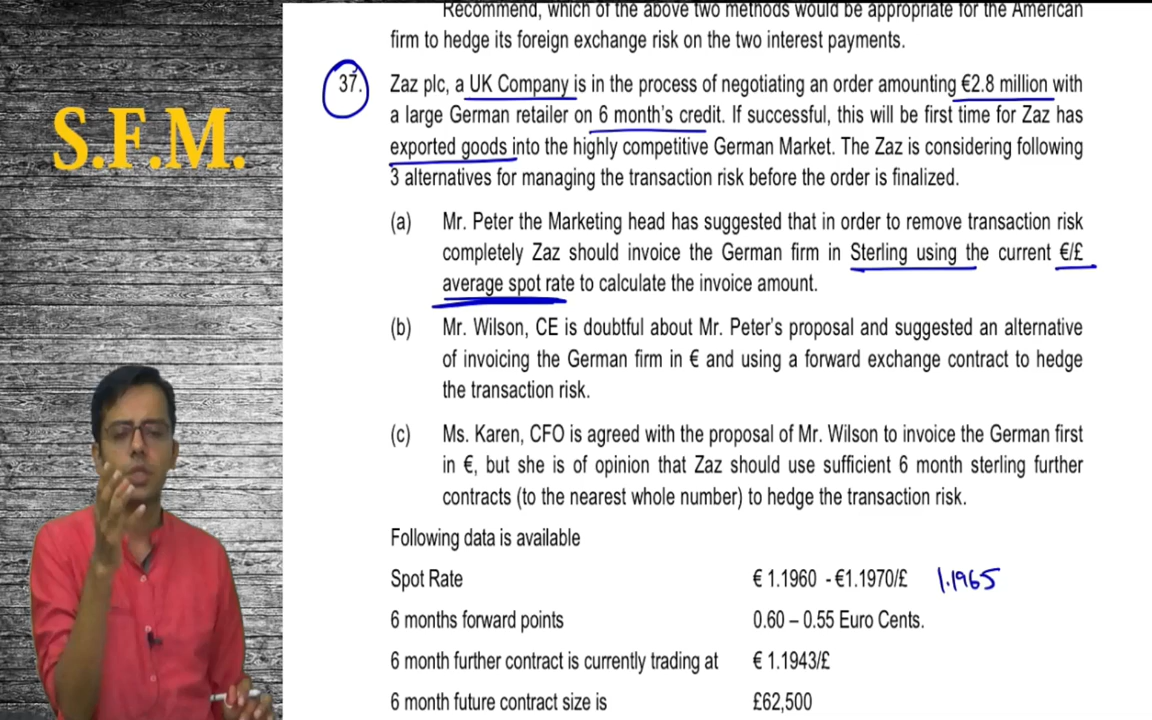 Recommend, which of the above two methods would be appropriate for the American
firm to hedge its foreign exchange risk on the two interest payments.
S.F.M.
37. Zaz plc, a UK Company is in the process of negotiating an order amounting €2.8 million with
a large German retailer on 6 month's credit. If successful, this will be first time for Zaz has
exported goods into the highly competitive German Market. The Zaz is considering following
3 alternatives for managing the transaction risk before the order is finalized.
(a) Mr. Peter the Marketing head has suggested that in order to remove transaction risk
completely Zaz should invoice the German firm in Sterling using the current €/£
average spot rate to calculate the invoice amount.
(b) Mr. Wilson, CE is doubtful about Mr. Peter's proposal and suggested an alternative
of invoicing the German firm in € and using a forward exchange contract to hedge
the transaction risk.
(c) Ms. Karen, CFO is agreed with the proposal of Mr. Wilson to invoice the German first
in €, but she is of opinion that Zaz should use sufficient 6 month sterling further
contracts (to the nearest whole number) to hedge the transaction risk.
Following data is available
Spot Rate € 1.1960 - €1.1970/£ 1.1965
6 months forward points 0.60 – 0.55 Euro Cents.
6 month further contract is currently trading at € 1.1943/£
6 month future contract size is £62,500